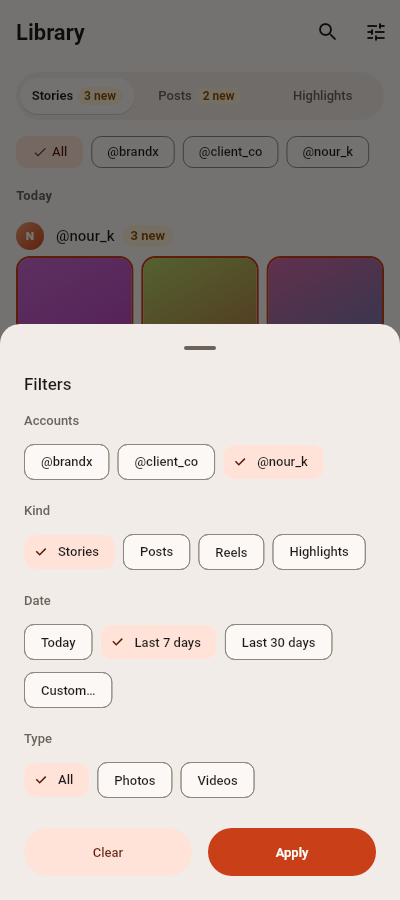 Library
Stories 3 new Posts 2 new Highlights
All @brandx @client_co @nour_k
Today
N @nour_k 3 new
Filters
Accounts
@brandx @client_co @nour_k
Kind
Stories Posts Reels Highlights
Date
Today Last 7 days Last 30 days
Custom...
Type
All Photos Videos
Clear Apply